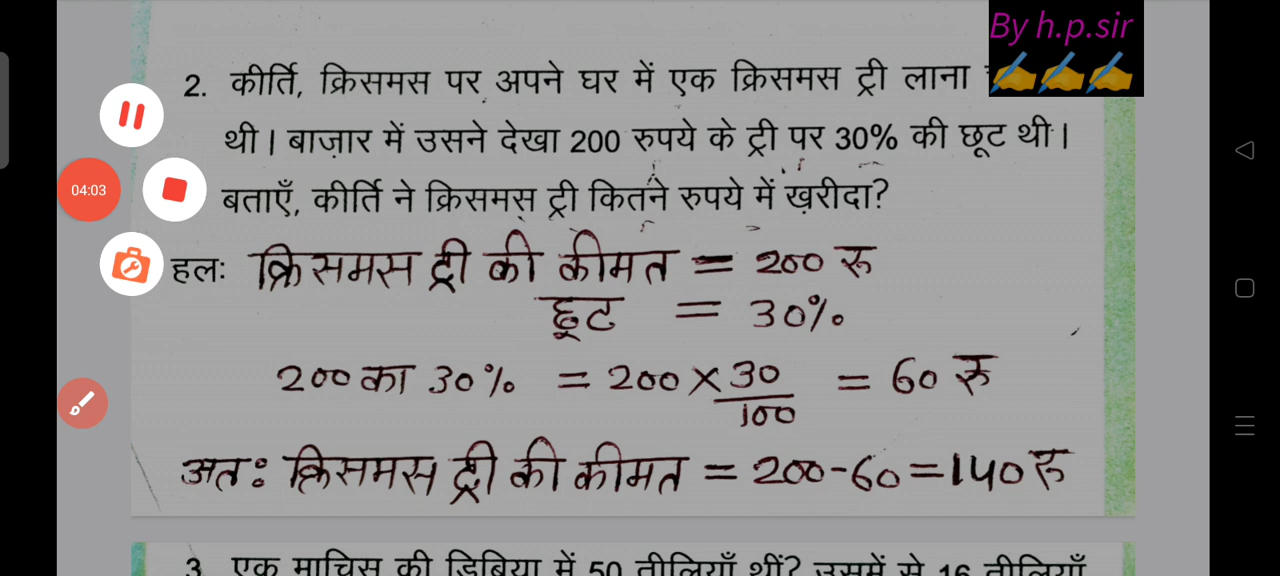 By h.p.sir
2. कीर्ति, क्रिसमस पर अपने घर में एक क्रिसमस ट्री लाना
थी। बाज़ार में उसने देखा 200 रुपये के ट्री पर 30% की छूट थी।
बताएँ, कीर्ति ने क्रिसमस ट्री कितने रुपये में ख़रीदा?
04:03
हलः क्रिसमस ट्री की कीमत = 200 रू
छूट = 30%
200 का 30% = 200 × 30/100 = 60 रू
अतः क्रिसमस ट्री की कीमत = 200-60=140 रू
3. एक माचिस की डिबिया में 50 तीलियाँ थीं? उसमें से 16 तीलियाँ